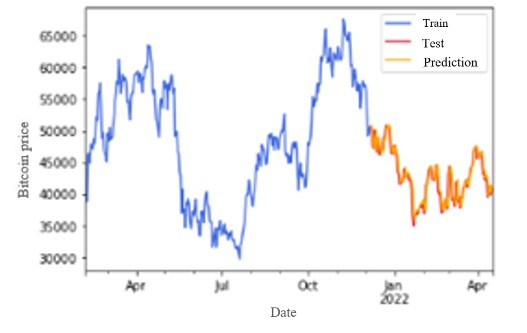 Train
Test
Prediction
65000
60000
55000
50000
45000
40000
35000
30000
Bitcoin price
Apr
Jul
Oct
Jan
2022
Apr
Date